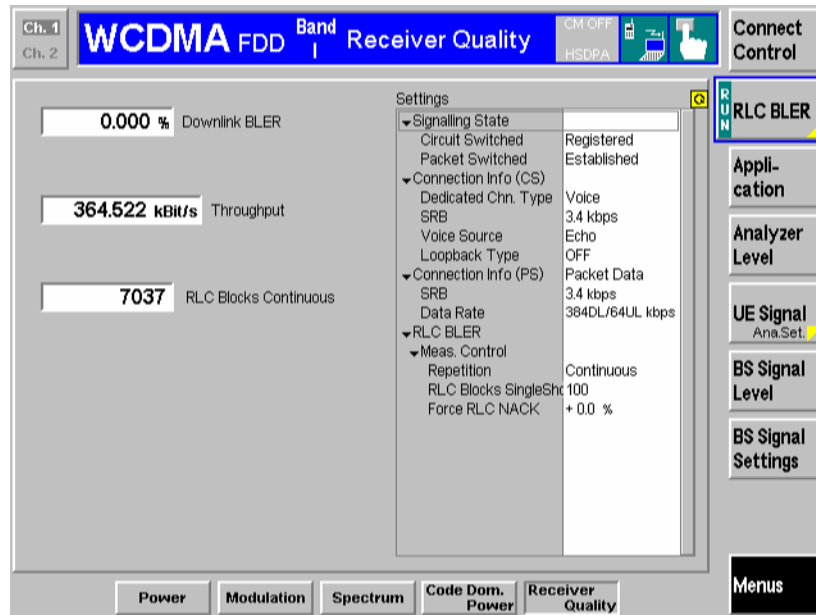 Ch. 1
Ch. 2
WCDMA FDD Band I Receiver Quality
CM OFF
HSDPA
Connect Control
0.000 % Downlink BLER
364.522 kBit/s Throughput
7037 RLC Blocks Continuous
Settings
Signalling State
Circuit Switched Registered
Packet Switched Established
Connection Info (CS)
Dedicated Chn. Type Voice
SRB 3.4 kbps
Voice Source Echo
Loopback Type OFF
Connection Info (PS) Packet Data
SRB 3.4 kbps
Data Rate 384DL/64UL kbps
RLC BLER
Meas. Control
Repetition Continuous
RLC Blocks SingleSho 100
Force RLC NACK + 0.0 %
RUN
RLC BLER
Appli-
cation
Analyzer
Level
UE Signal
Ana.Set.
BS Signal
Level
BS Signal
Settings
Menus
Power
Modulation
Spectrum
Code Dom.
Power
Receiver
Quality